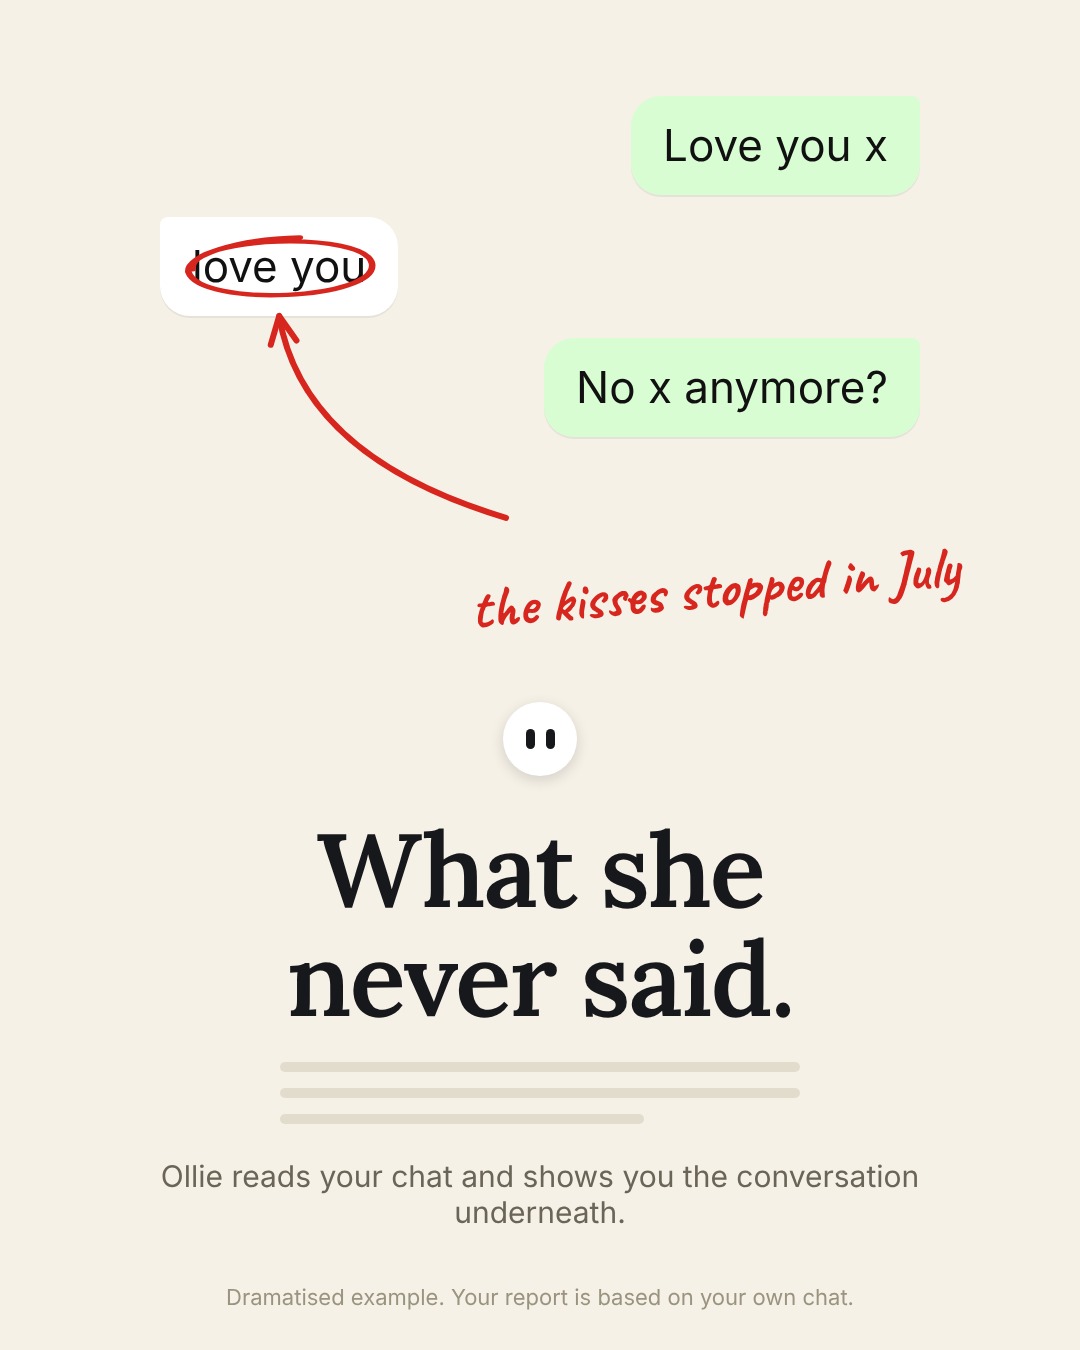 Love you x
love you
No x anymore?
the kisses stopped in July
What she
never said.
Ollie reads your chat and shows you the conversation
underneath.
Dramatised example. Your report is based on your own chat.